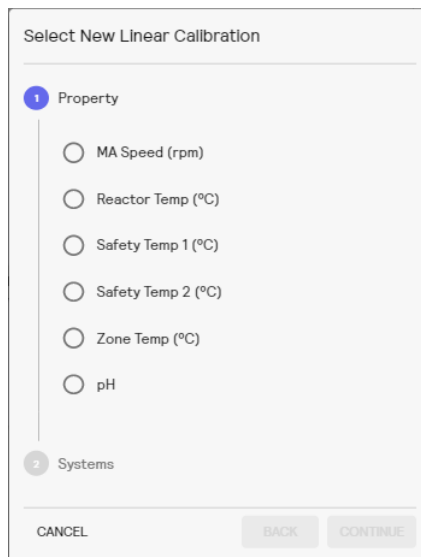 Select New Linear Calibration
1 Property
MA Speed (rpm)
Reactor Temp (ºC)
Safety Temp 1 (ºC)
Safety Temp 2 (ºC)
Zone Temp (ºC)
pH
2 Systems
CANCEL BACK CONTINUE